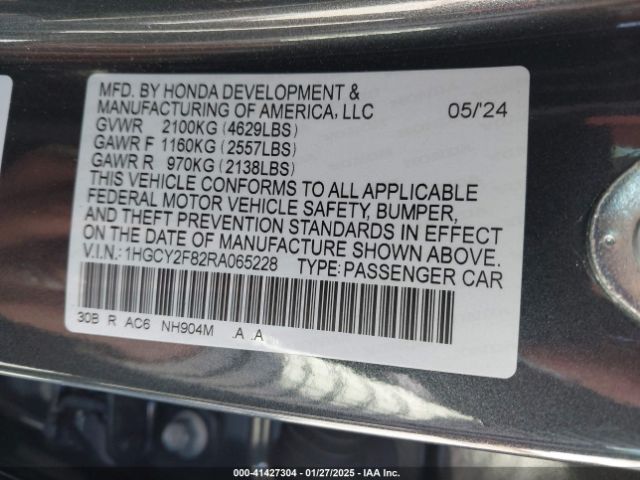 MFD. BY HONDA DEVELOPMENT &
MANUFACTURING OF AMERICA, LLC 05/'24
GVWR 2100KG (4629LBS)
GAWR F 1160KG (2557LBS)
GAWR R 970KG (2138LBS)
THIS VEHICLE CONFORMS TO ALL APPLICABLE
FEDERAL MOTOR VEHICLE SAFETY, BUMPER,
AND THEFT PREVENTION STANDARDS IN EFFECT
ON THE DATE OF MANUFACTURE SHOWN ABOVE.
V.I.N.: 1HGCY2F82RA065228 TYPE: PASSENGER CAR
30B R AC6 NH904M .A .A
000-41427304 — 01/27/2025 — IAA Inc.